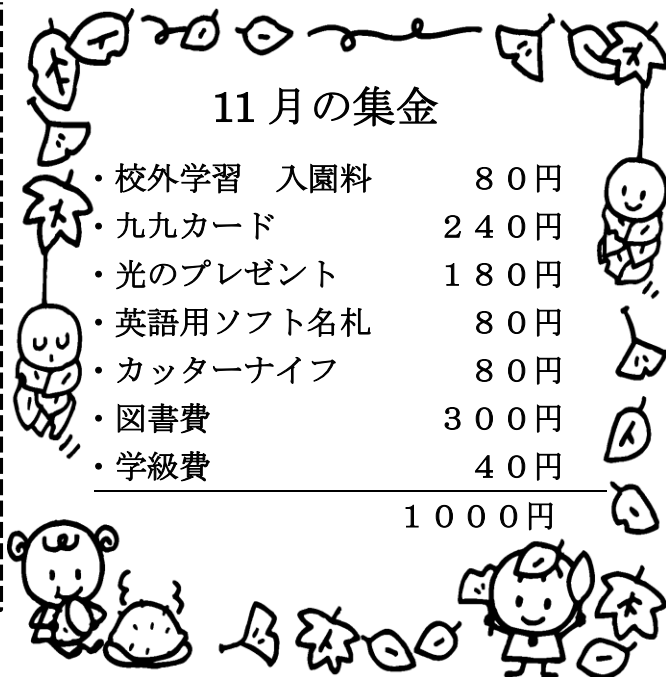 11月の集金
・校外学習　入園料　８０円
・九九カード　２４０円
・光のプレゼント　１８０円
・英語用ソフト名札　８０円
・カッターナイフ　８０円
・図書費　３００円
・学級費　４０円
１０００円